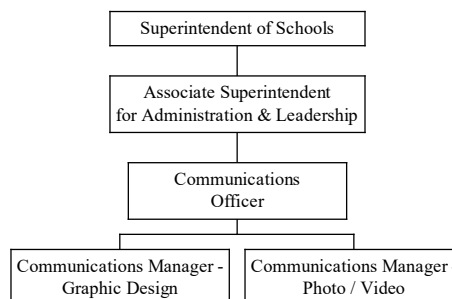 Superintendent of Schools
Associate Superintendent
for Administration & Leadership
Communications
Officer
Communications Manager -
Graphic Design
Communications Manager -
Photo / Video